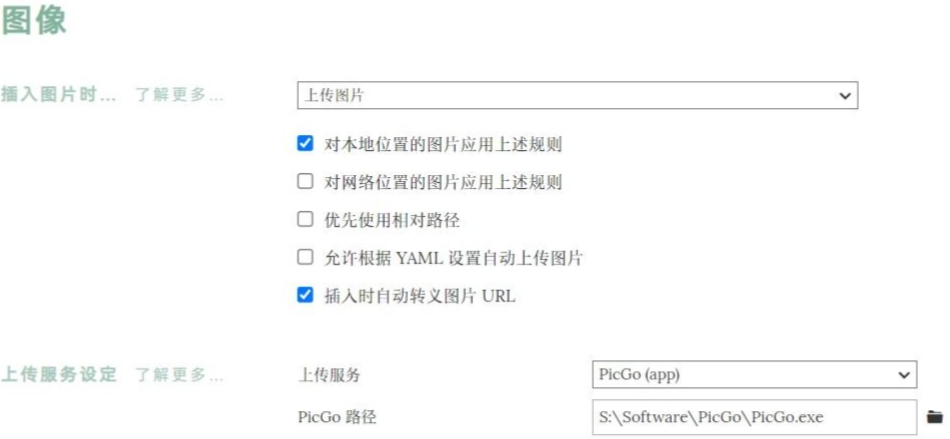 图像
插入图片时... 了解更多... 上传图片
对本地位置的图片应用上述规则
对网络位置的图片应用上述规则
优先使用相对路径
允许根据 YAML 设置自动上传图片
插入时自动转义图片 URL
上传服务设定 了解更多... 上传服务 PicGo (app)
PicGo 路径 S:\Software\PicGo\PicGo.exe